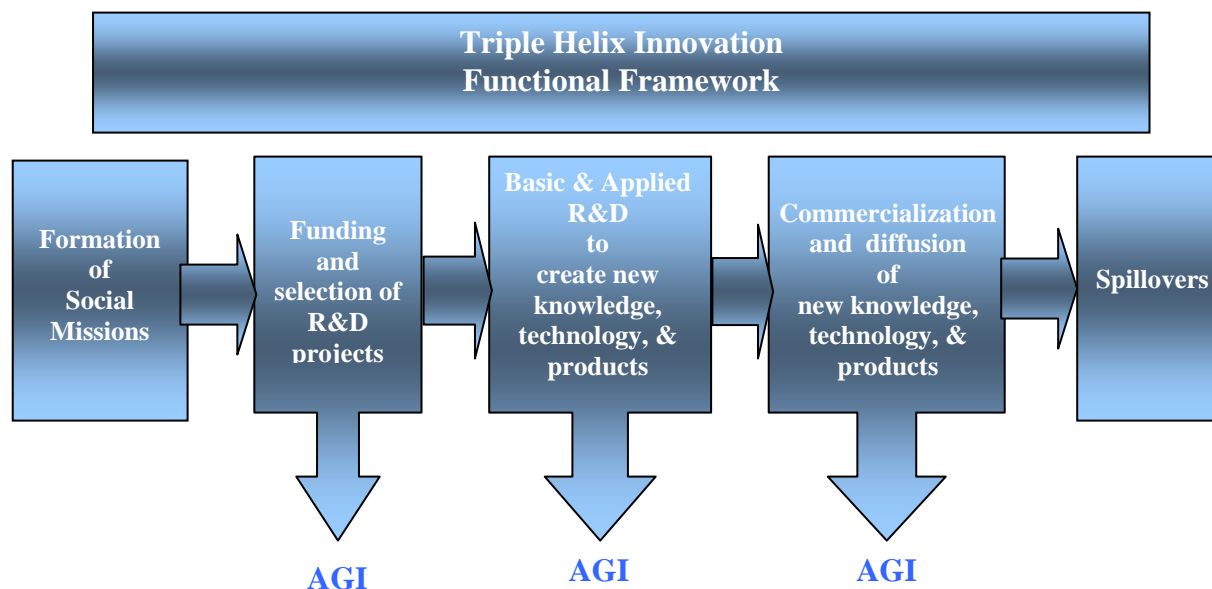 Triple Helix Innovation
Functional Framework
Formation
of
Social
Missions
Funding
and
selection of
R&D
projects
Basic & Applied
R&D
to
create new
knowledge,
technology, &
products
Commercialization
and diffusion
of
new knowledge,
technology, &
products
Spillovers
AGI
AGI
AGI